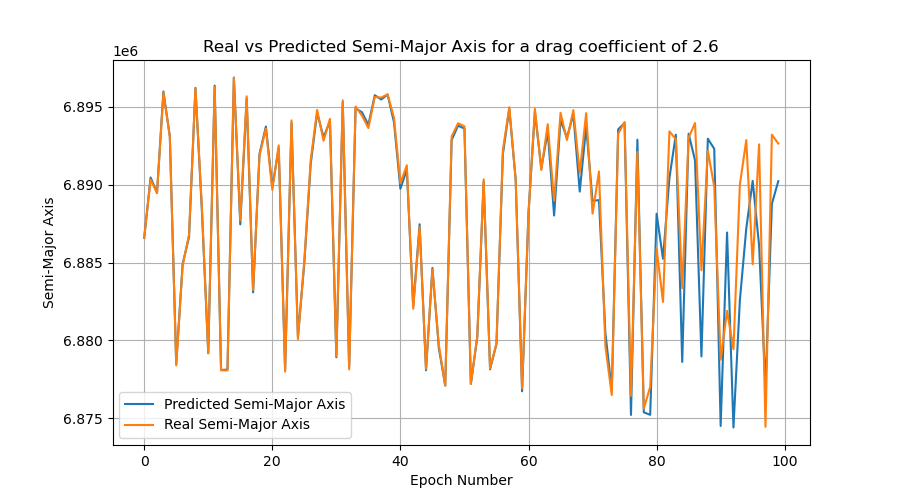 Real vs Predicted Semi-Major Axis for a drag coefficient of 2.6
1e6
6.895
6.890
6.885
6.880
6.875
Semi-Major Axis
Predicted Semi-Major Axis
Real Semi-Major Axis
0 20 40 60 80 100
Epoch Number